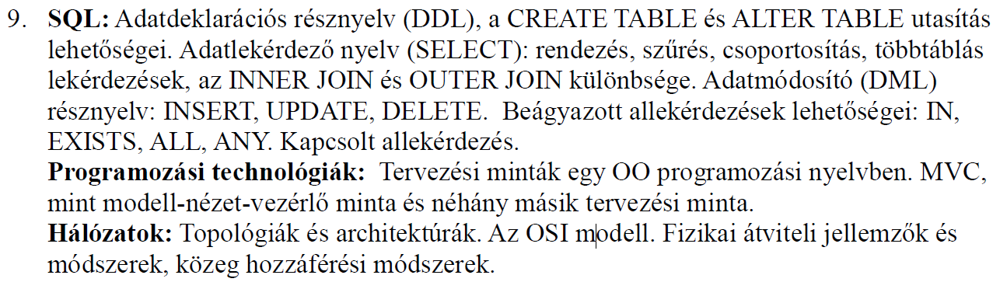 9. SQL: Adatdeklarációs résznyelv (DDL), a CREATE TABLE és ALTER TABLE utasítás
lehetőségei. Adatlekérdező nyelv (SELECT): rendezés, szűrés, csoportosítás, többtáblás
lekérdezések, az INNER JOIN és OUTER JOIN különbsége. Adatmódosító (DML)
résznyelv: INSERT, UPDATE, DELETE.  Beágyazott allekérdezések lehetőségei: IN,
EXISTS, ALL, ANY. Kapcsolt allekérdezés.
Programozási technológiák:  Tervezési minták egy OO programozási nyelvben. MVC,
mint modell-nézet-vezérlő minta és néhány másik tervezési minta.
Hálózatok: Topológiák és architektúrák. Az OSI modell. Fizikai átviteli jellemzők és
módszerek, közeg hozzáférési módszerek.